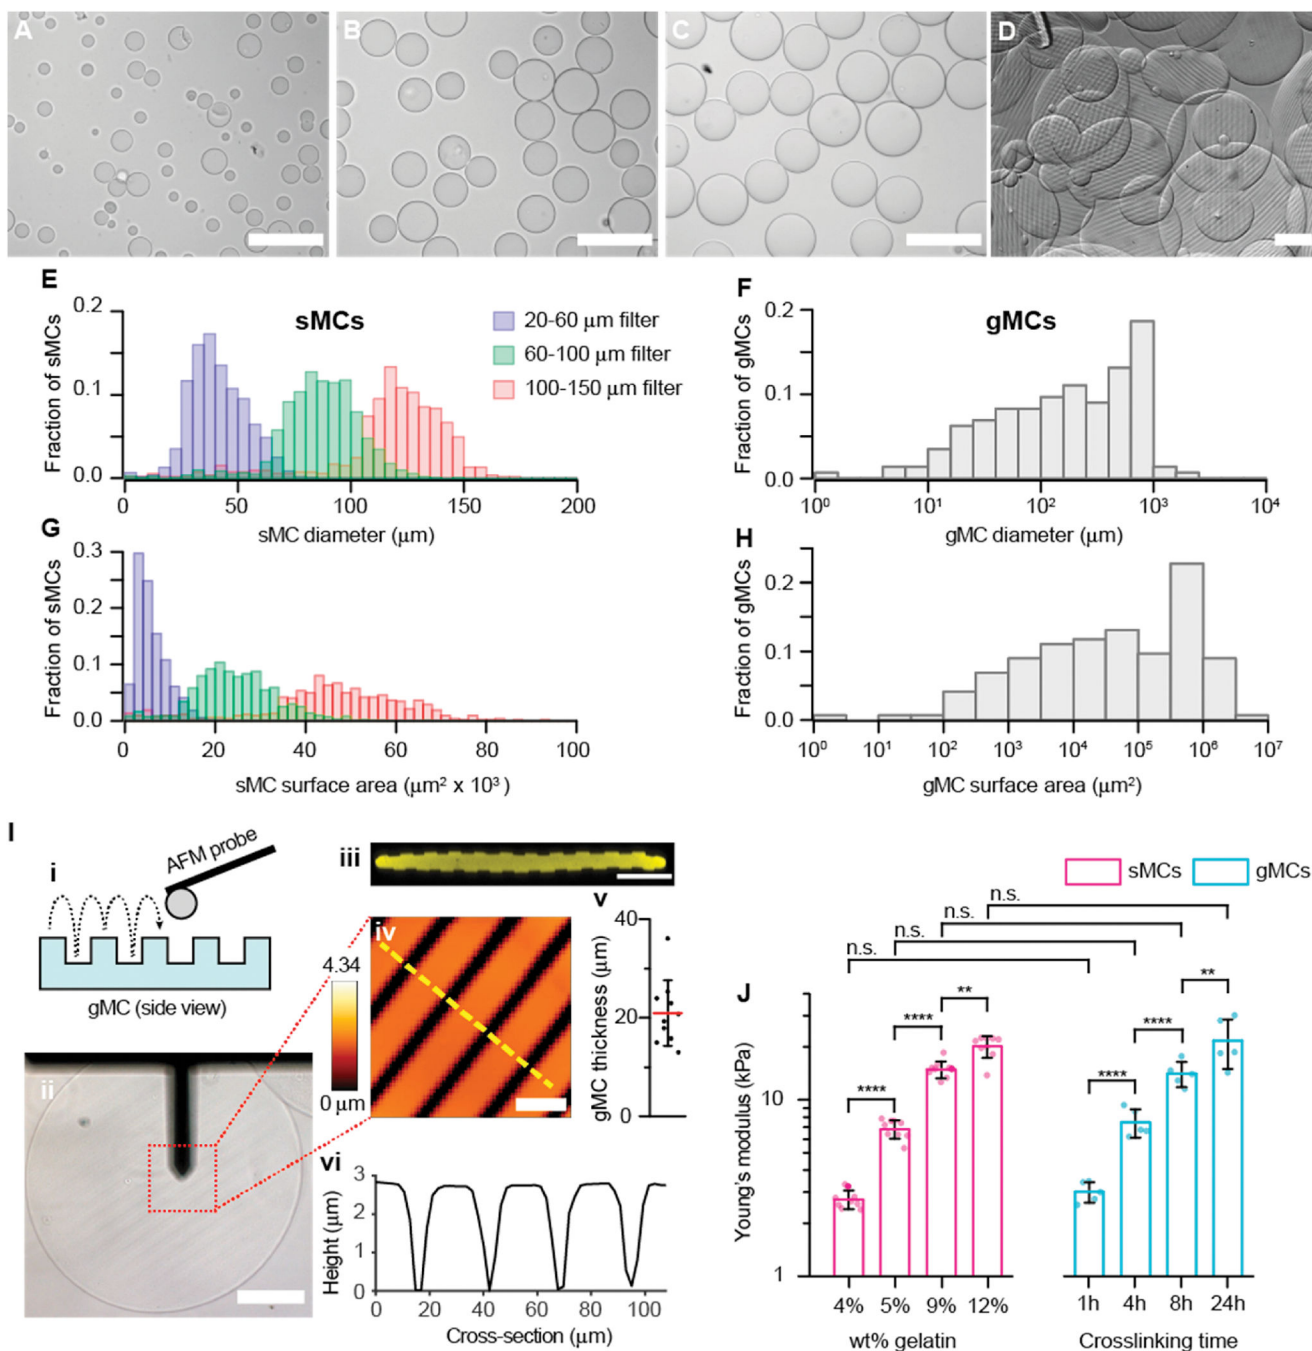 A
B
C
D
E
sMCs
20-60 μm filter
60-100 μm filter
100-150 μm filter
Fraction of sMCs
0.2
0.1
0.0
0
50
100
150
200
sMC diameter (μm)
F
gMCs
Fraction of gMCs
0.2
0.1
0.0
10⁰
10¹
10²
10³
10⁴
gMC diameter (μm)
G
Fraction of sMCs
0.3
0.2
0.1
0.0
0
20
40
60
80
100
sMC surface area (μm² x 10³)
H
Fraction of gMCs
0.2
0.1
0.0
10⁰
10¹
10²
10³
10⁴
10⁵
10⁶
10⁷
gMC surface area (μm²)
I
i
AFM probe
gMC (side view)
ii
iii
iv
4.34
0 μm
v
gMC thickness (μm)
40
20
0
vi
Height (μm)
3
2
1
0
0
20
40
60
80
100
Cross-section (μm)
J
sMCs
gMCs
n.s.
n.s.
n.s.
n.s.
****
****
**
****
****
**
Young's modulus (kPa)
10
1
4%
5%
9%
12%
wt% gelatin
1h
4h
8h
24h
Crosslinking time